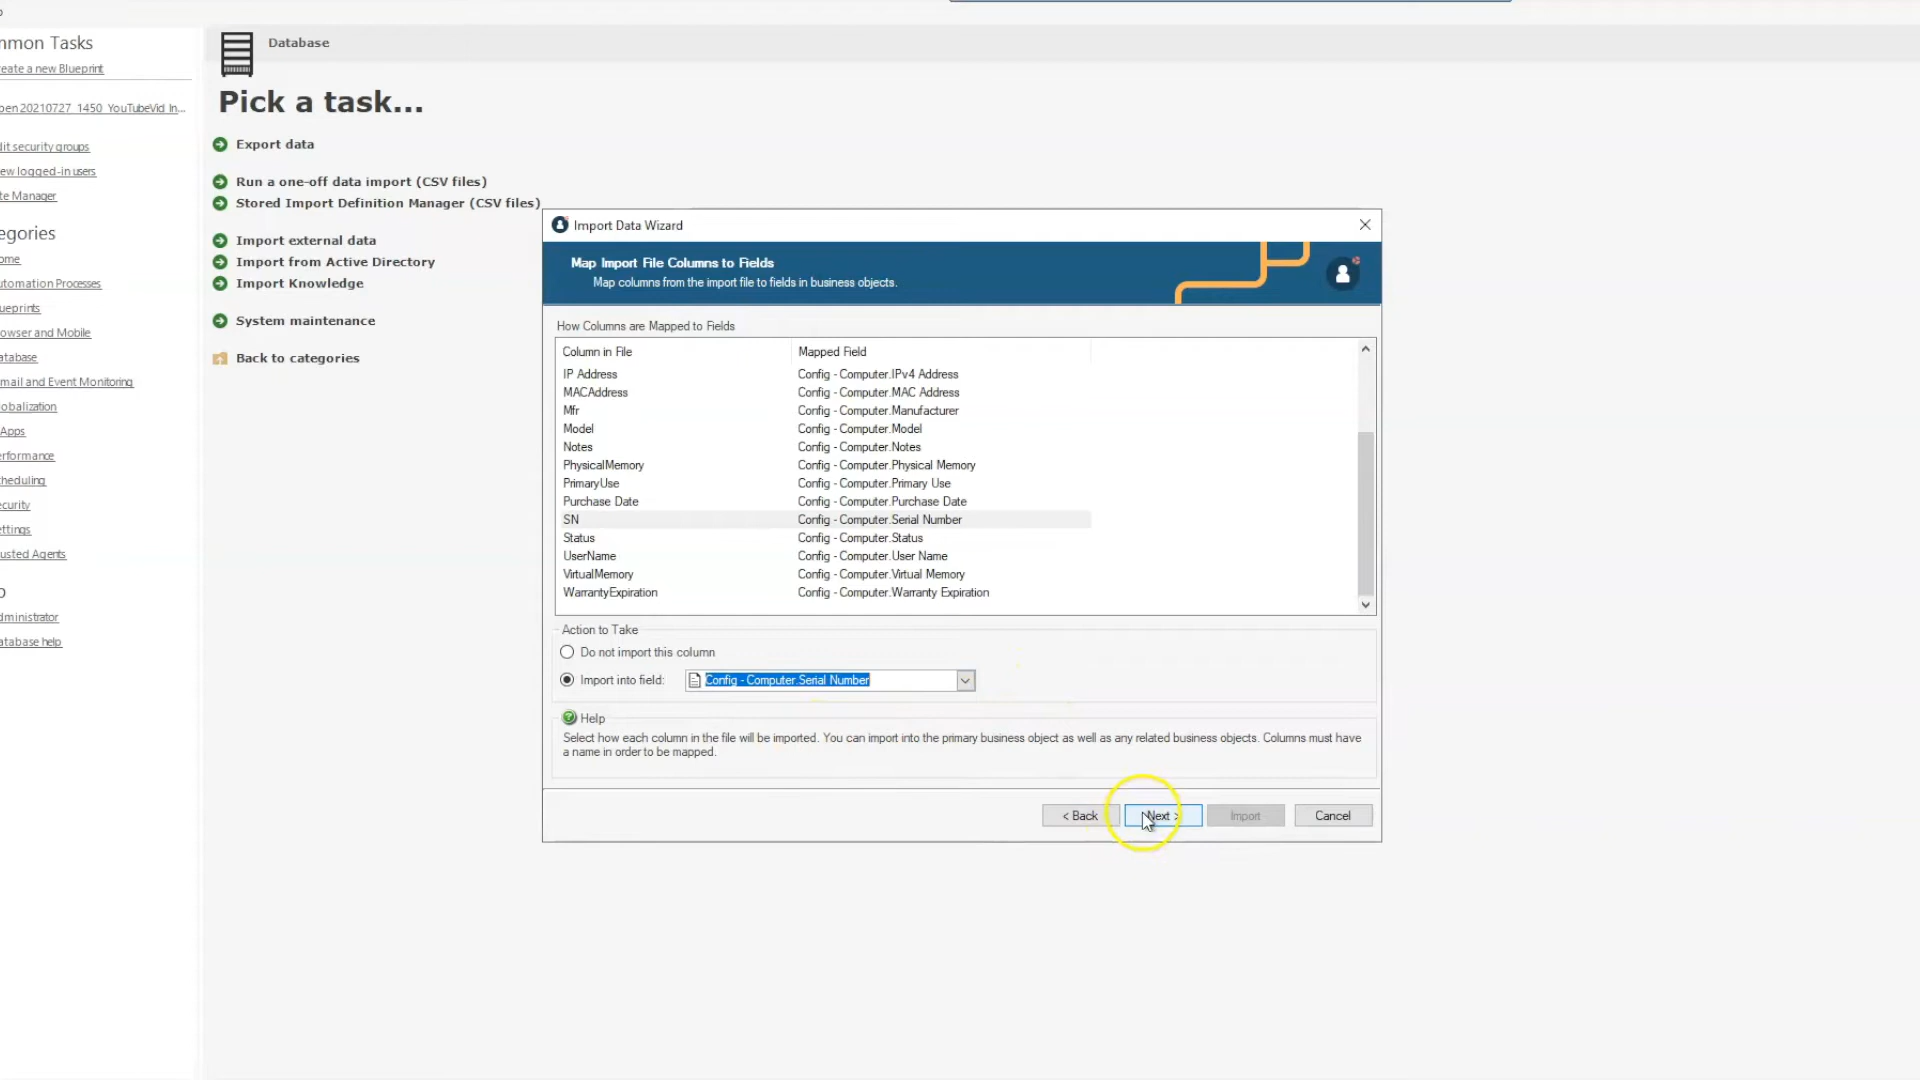 mmon Tasks
reate a new Blueprint
pen 20210727_1450_YouTubeVid_In...
dit security groups
ew logged-in users
te Manager
egories
ome
utomation Processes
ueprints
owser and Mobile
atabase
mail and Event Monitoring
obalization
Apps
erformance
heduling
ecurity
ettings
usted Agents
dministrator
atabase help
Database
Pick a task...
Export data
Run a one-off data import (CSV files)
Stored Import Definition Manager (CSV files)
Import external data
Import from Active Directory
Import Knowledge
System maintenance
Back to categories
Import Data Wizard
Map Import File Columns to Fields
Map columns from the import file to fields in business objects.
How Columns are Mapped to Fields
Column in File Mapped Field
IP Address Config - Computer.IPv4 Address
MACAddress Config - Computer.MAC Address
Mfr Config - Computer.Manufacturer
Model Config - Computer.Model
Notes Config - Computer.Notes
PhysicalMemory Config - Computer.Physical Memory
PrimaryUse Config - Computer.Primary Use
Purchase Date Config - Computer.Purchase Date
SN Config - Computer.Serial Number
Status Config - Computer.Status
UserName Config - Computer.User Name
VirtualMemory Config - Computer.Virtual Memory
WarrantyExpiration Config - Computer.Warranty Expiration
Action to Take
Do not import this column
Import into field: Config - Computer.Serial Number
Help
Select how each column in the file will be imported. You can import into the primary business object as well as any related business objects. Columns must have
a name in order to be mapped.
< Back Next > Import Cancel